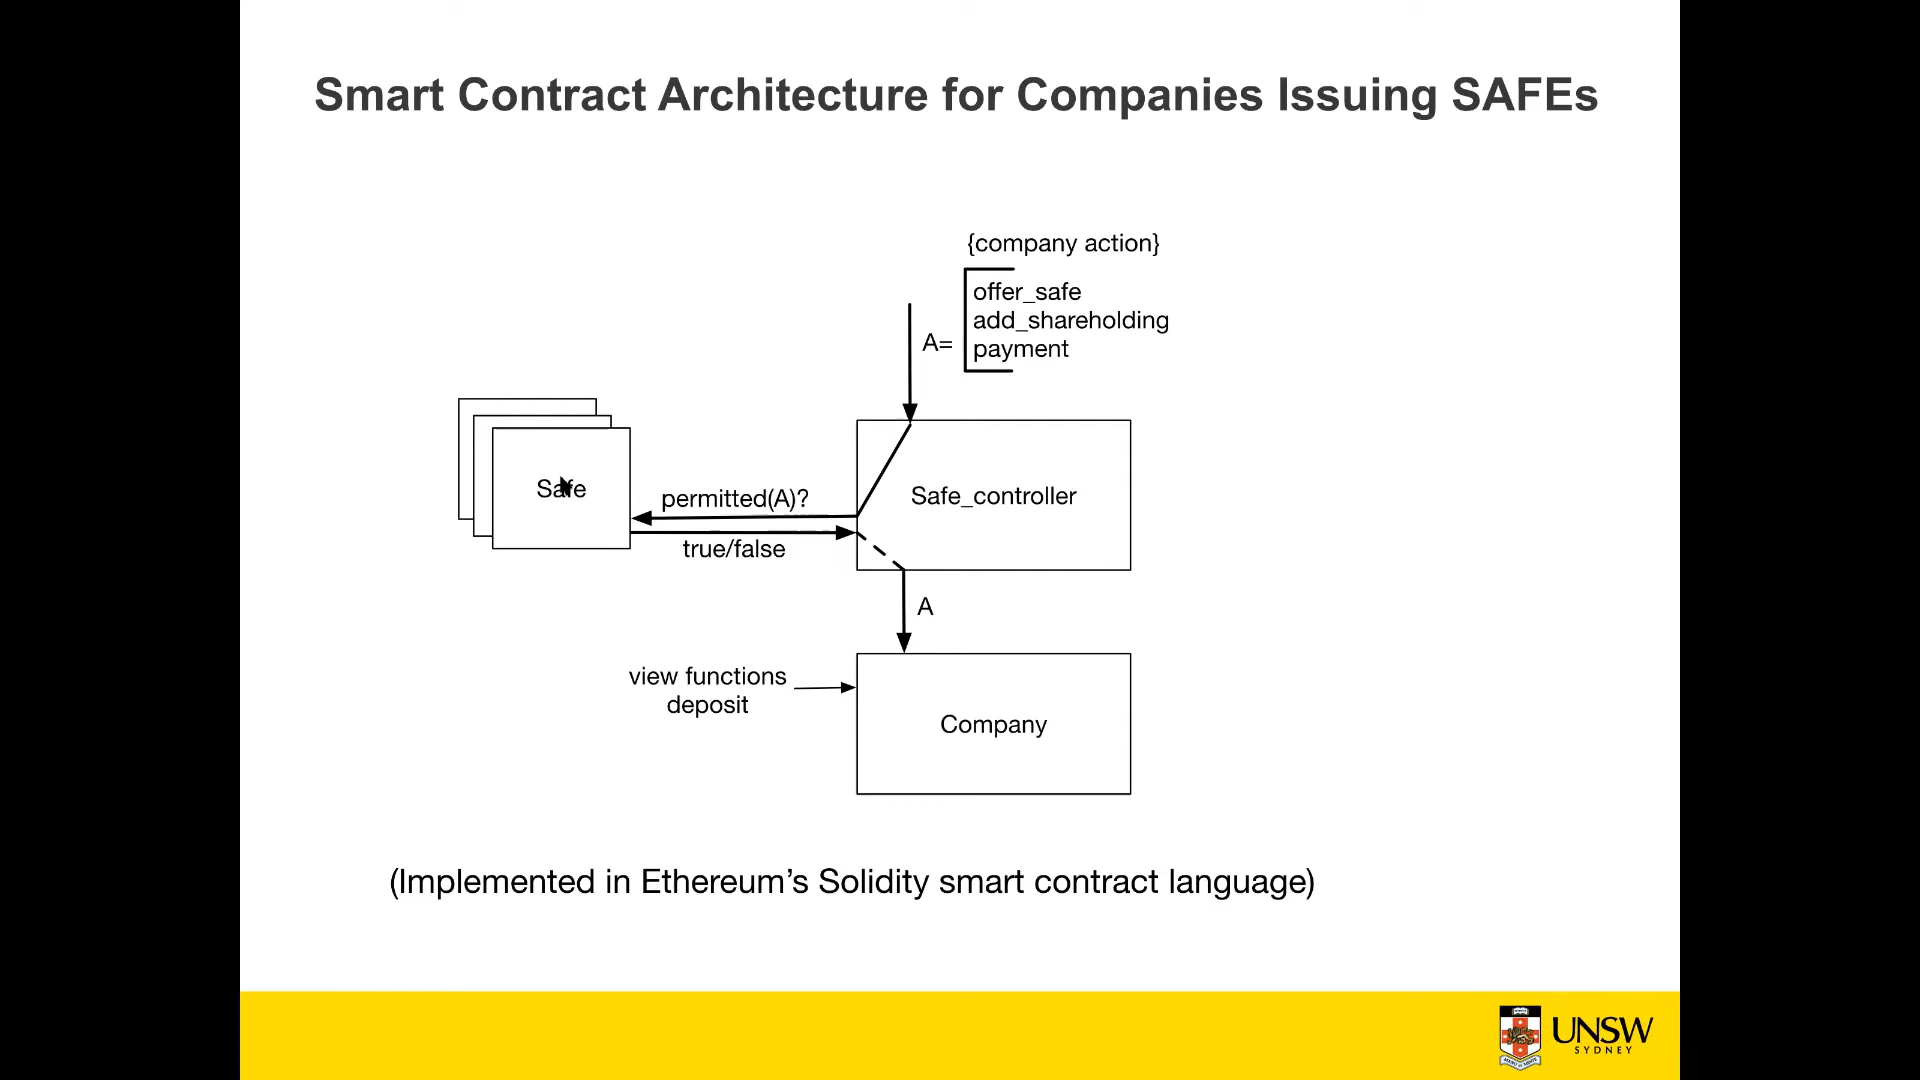 Smart Contract Architecture for Companies Issuing SAFEs
{company action}
offer_safe
add_shareholding
payment
A=
Safe
permitted(A)?
true/false
Safe_controller
A
view functions
deposit
Company
(Implemented in Ethereum’s Solidity smart contract language)
UNSW
SYDNEY